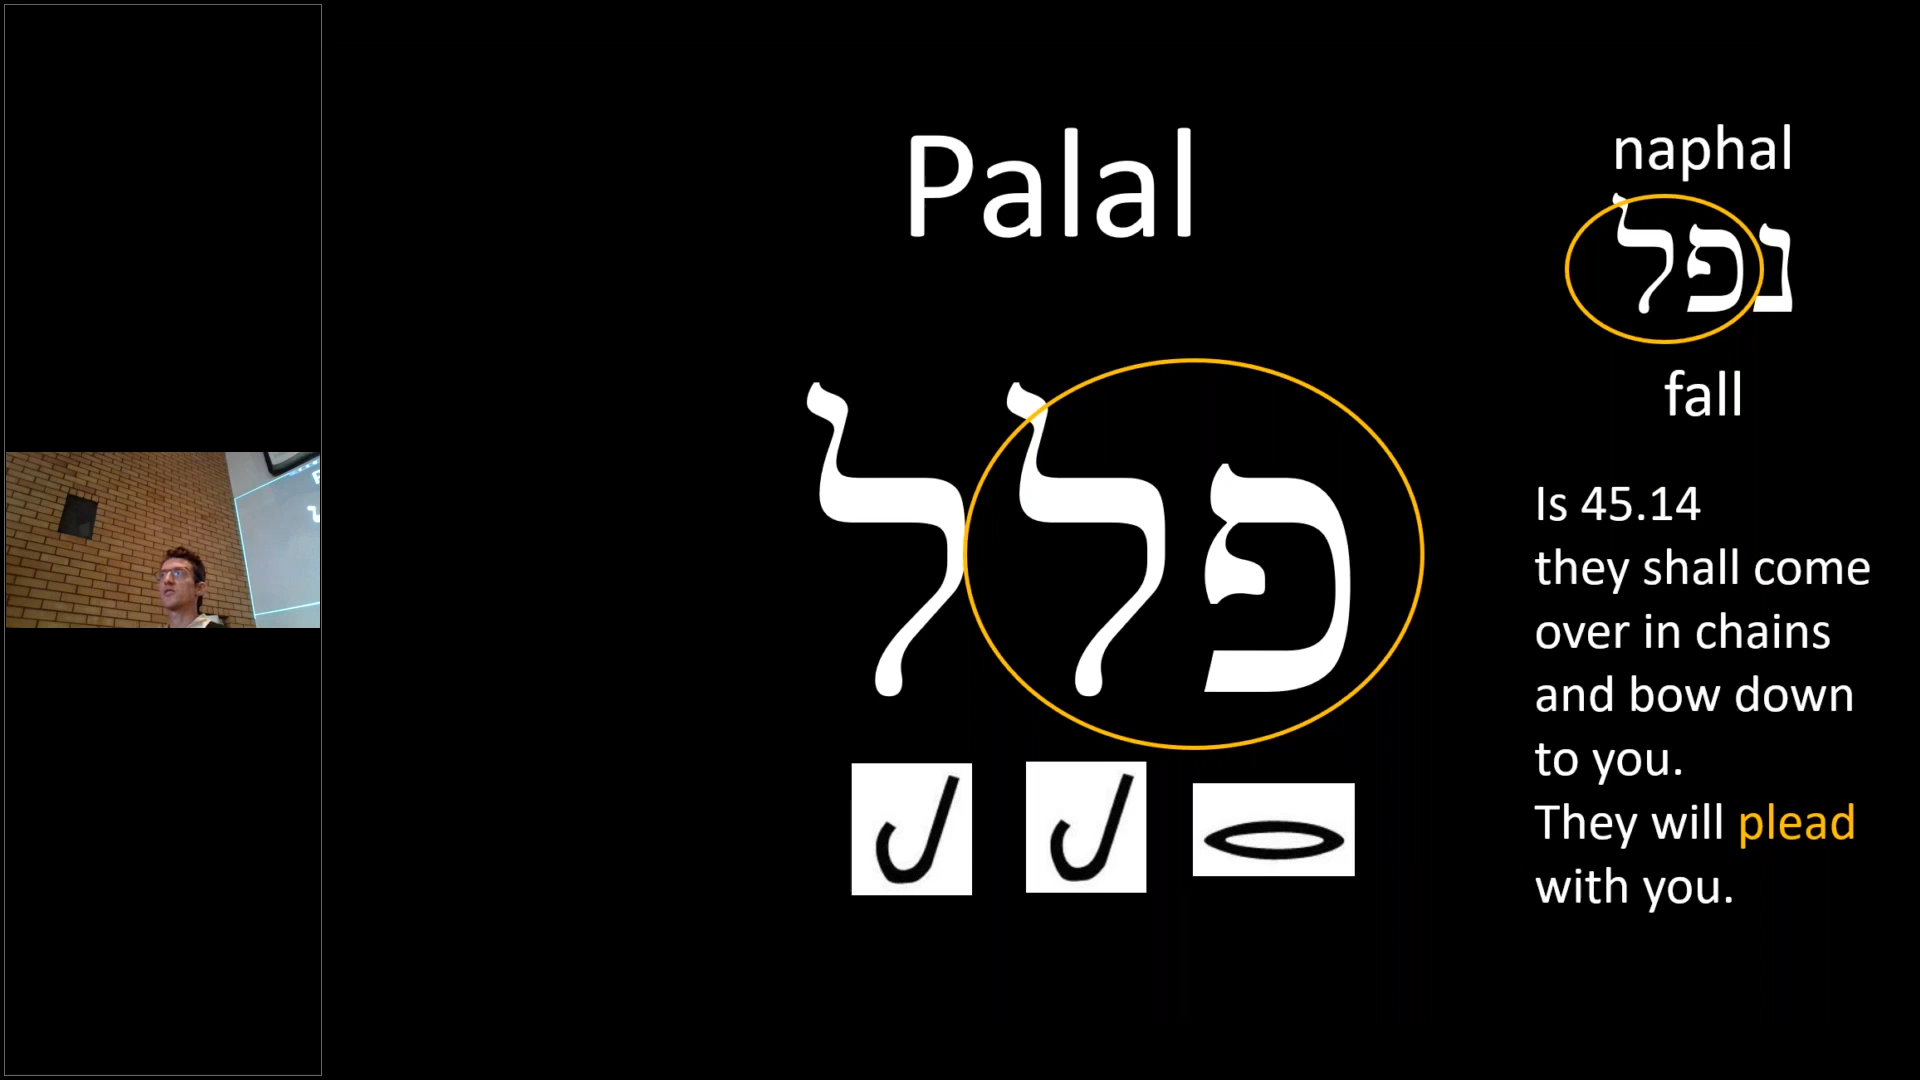 Palal
פלל
naphal
נפל
fall
Is 45.14
they shall come
over in chains
and bow down
to you.
They will plead
with you.